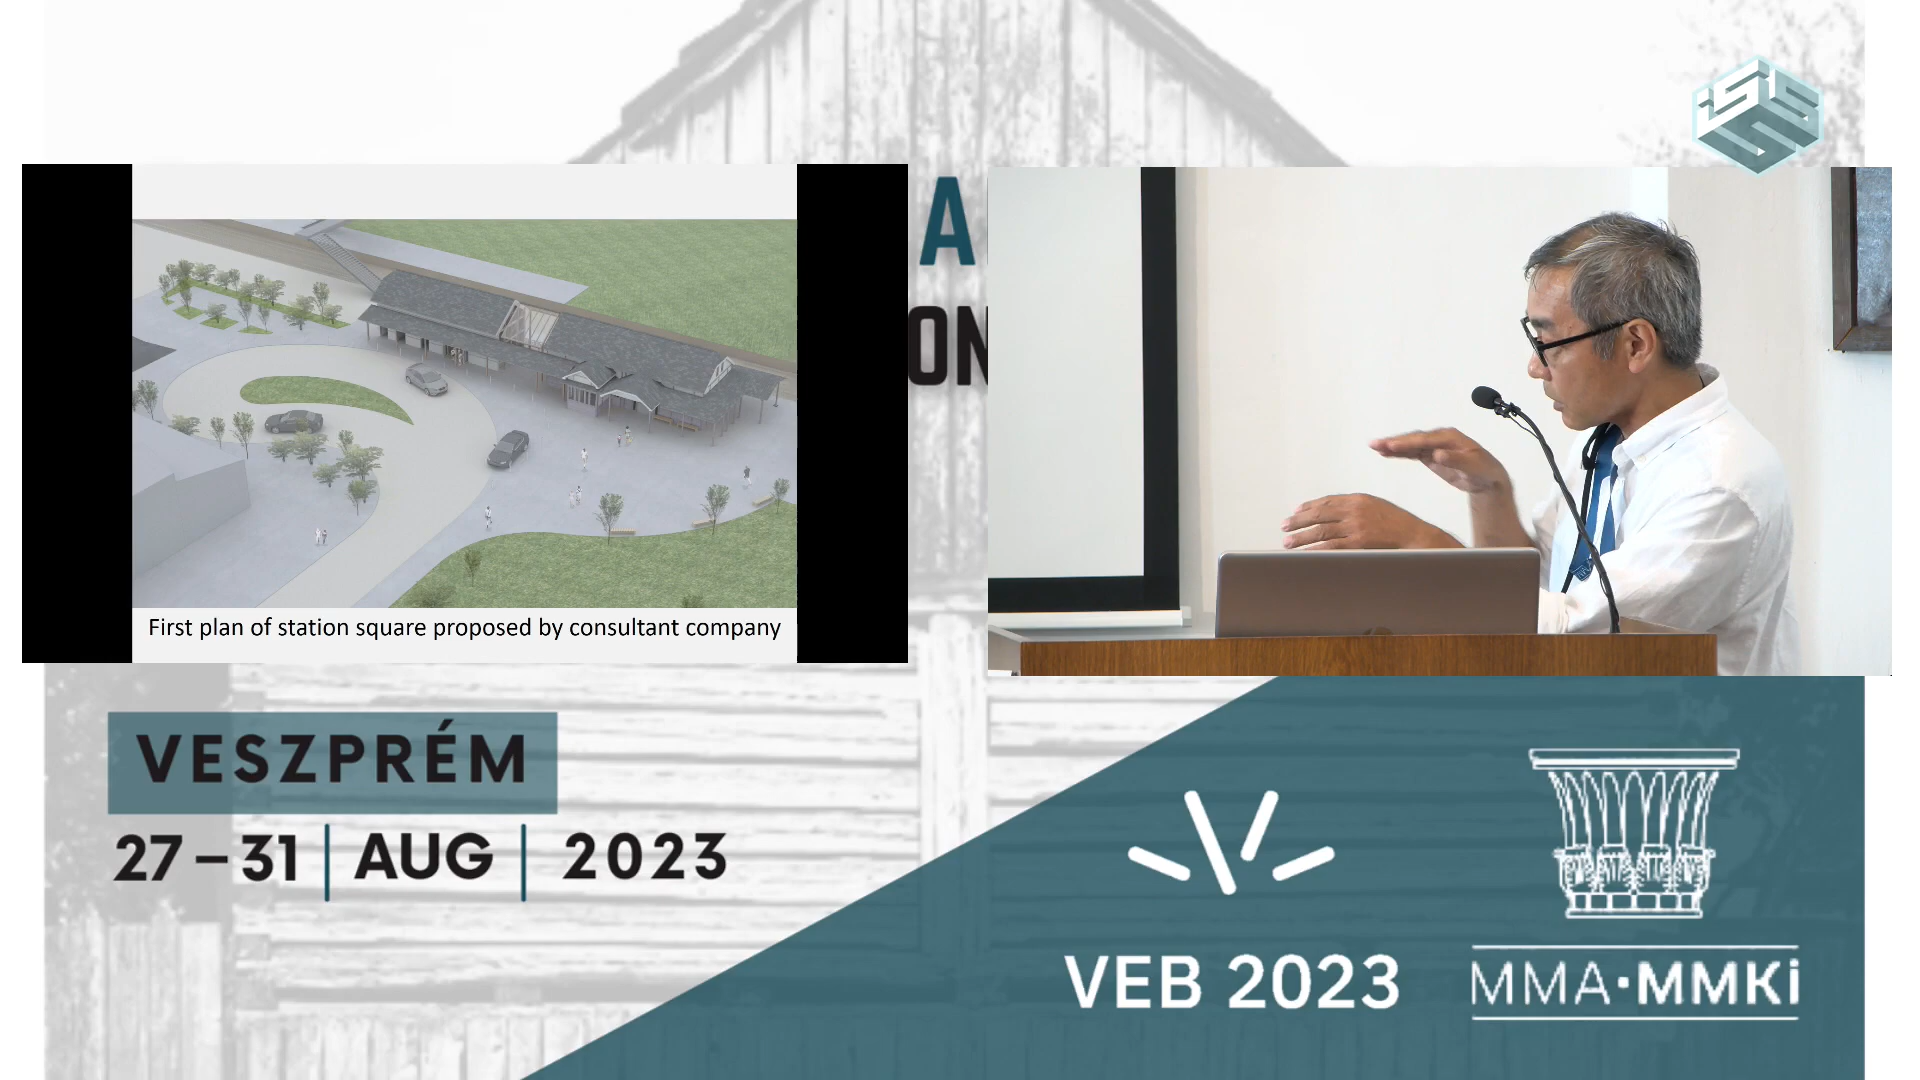 A
ON
First plan of station square proposed by consultant company
VESZPRÉM
27–31 | AUG | 2023
VEB 2023
MMA·MMKi